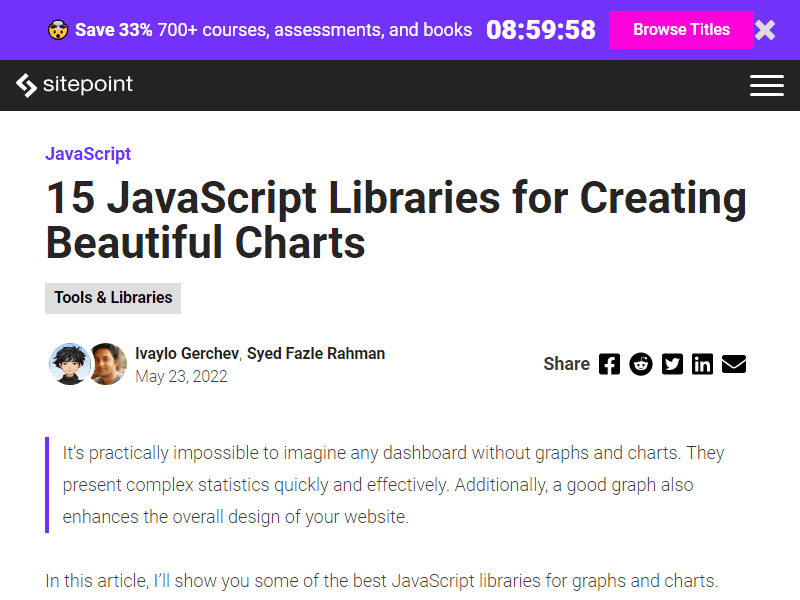 Save 33% 700+ courses, assessments, and books 08:59:58 Browse Titles
sitepoint
JavaScript
15 JavaScript Libraries for Creating
Beautiful Charts
Tools & Libraries
Ivaylo Gerchev, Syed Fazle Rahman
May 23, 2022
Share
It’s practically impossible to imagine any dashboard without graphs and charts. They
present complex statistics quickly and effectively. Additionally, a good graph also
enhances the overall design of your website.
In this article, I’ll show you some of the best JavaScript libraries for graphs and charts.